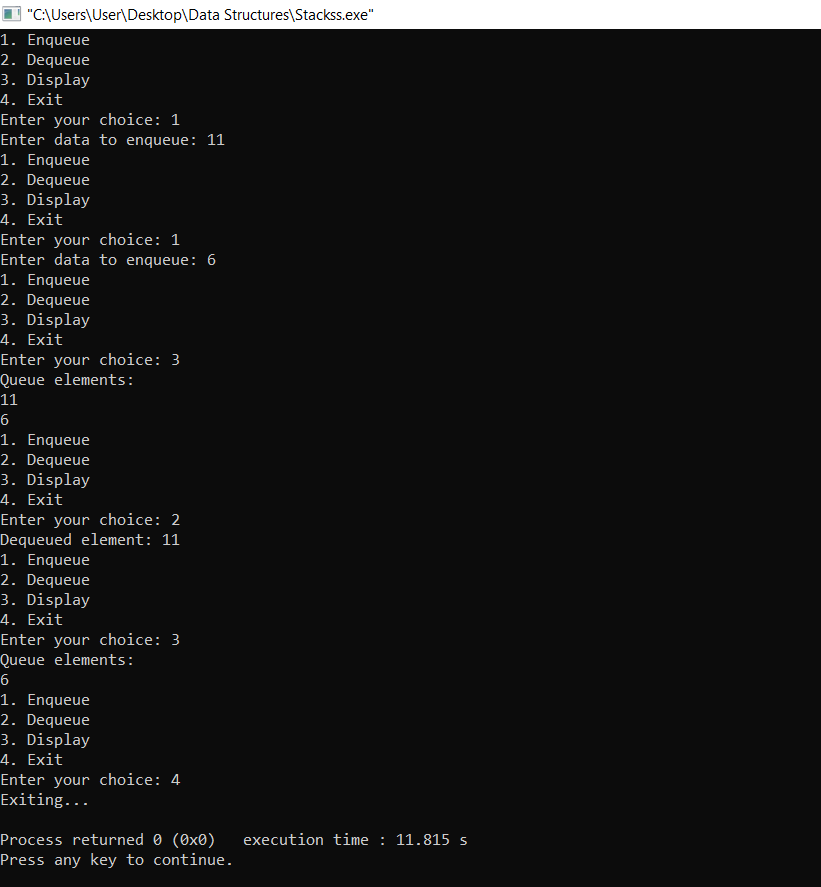 "C:\Users\User\Desktop\Data Structures\Stackss.exe"
1. Enqueue
2. Dequeue
3. Display
4. Exit
Enter your choice: 1
Enter data to enqueue: 11
1. Enqueue
2. Dequeue
3. Display
4. Exit
Enter your choice: 1
Enter data to enqueue: 6
1. Enqueue
2. Dequeue
3. Display
4. Exit
Enter your choice: 3
Queue elements:
11
6
1. Enqueue
2. Dequeue
3. Display
4. Exit
Enter your choice: 2
Dequeued element: 11
1. Enqueue
2. Dequeue
3. Display
4. Exit
Enter your choice: 3
Queue elements:
6
1. Enqueue
2. Dequeue
3. Display
4. Exit
Enter your choice: 4
Exiting...
Process returned 0 (0x0)   execution time : 11.815 s
Press any key to continue.